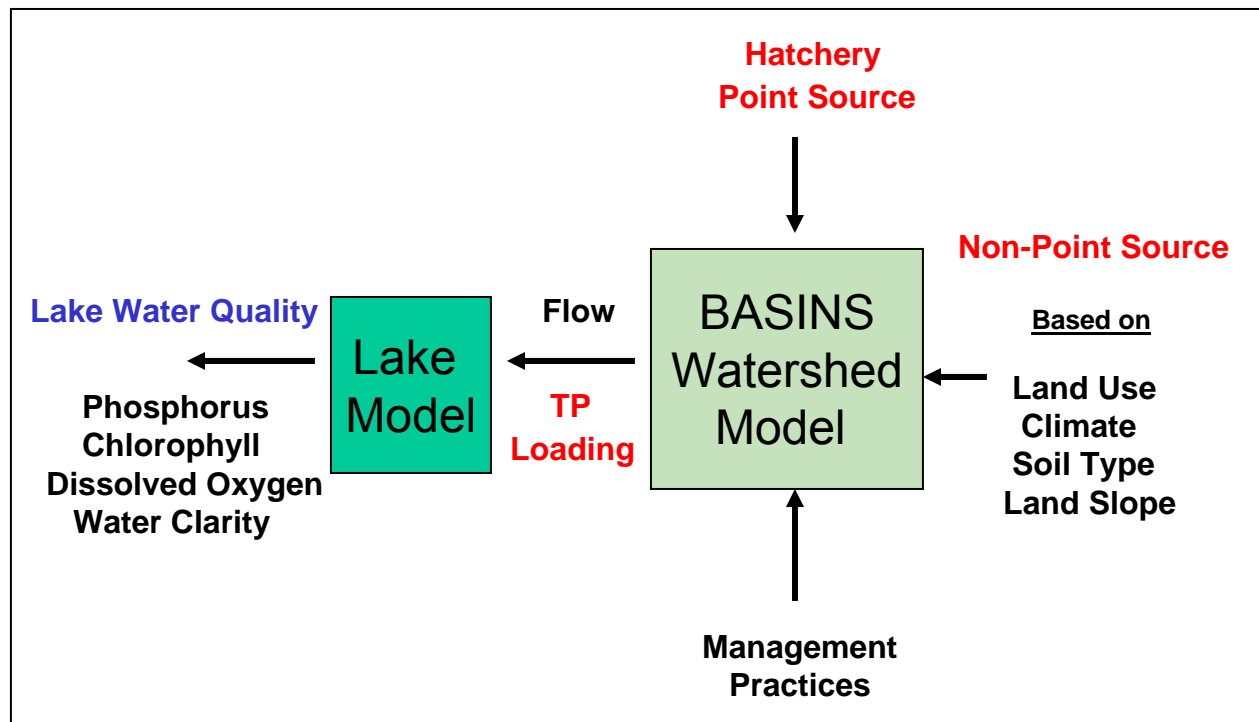 Hatchery
Point Source
Non-Point Source
Based on
Land Use
Climate
Soil Type
Land Slope
BASINS
Watershed
Model
Management
Practices
Flow
TP
Loading
Lake
Model
Lake Water Quality
Phosphorus
Chlorophyll
Dissolved Oxygen
Water Clarity